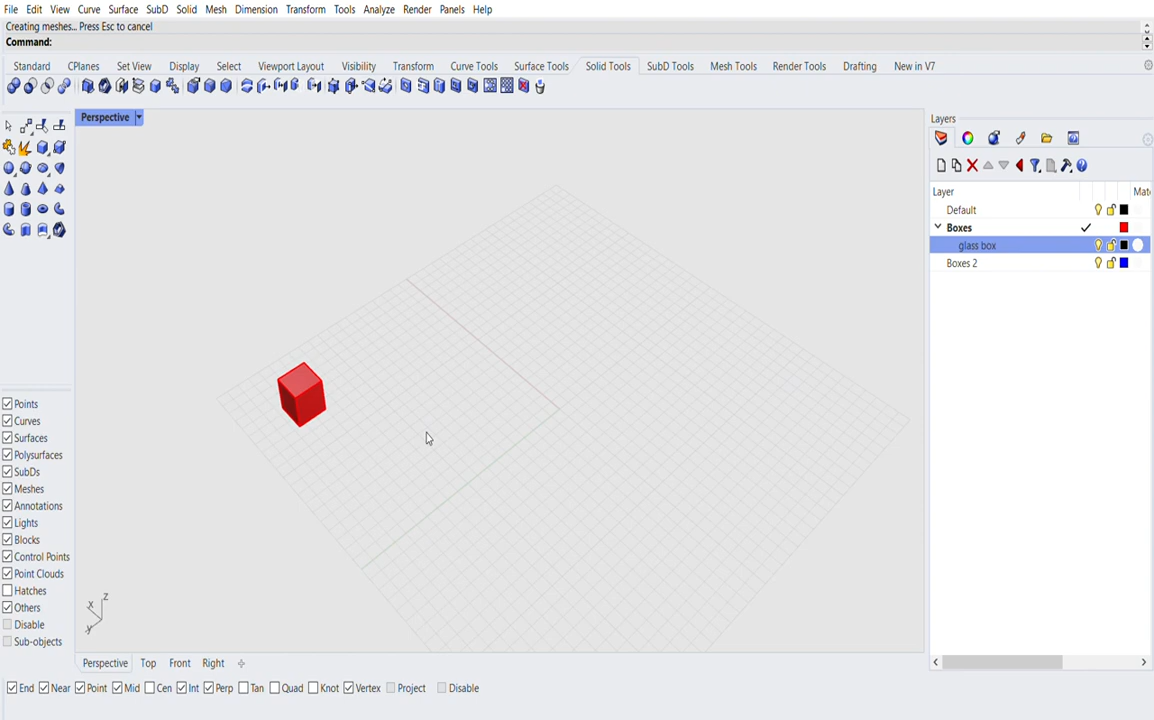 File Edit View Curve Surface SubD Solid Mesh Dimension Transform Tools Analyze Render Panels Help
Creating meshes... Press Esc to cancel
Command:
Standard CPlanes Set View Display Select Viewport Layout Visibility Transform Curve Tools Surface Tools Solid Tools SubD Tools Mesh Tools Render Tools Drafting New in V7
Perspective
Layers
Layer Mat
Default
Boxes
glass box
Boxes 2
Points
Curves
Surfaces
Polysurfaces
SubDs
Meshes
Annotations
Lights
Blocks
Control Points
Point Clouds
Hatches
Others
Disable
Sub-objects
z
x
y
Perspective Top Front Right
End Near Point Mid Cen Int Perp Tan Quad Knot Vertex Project Disable